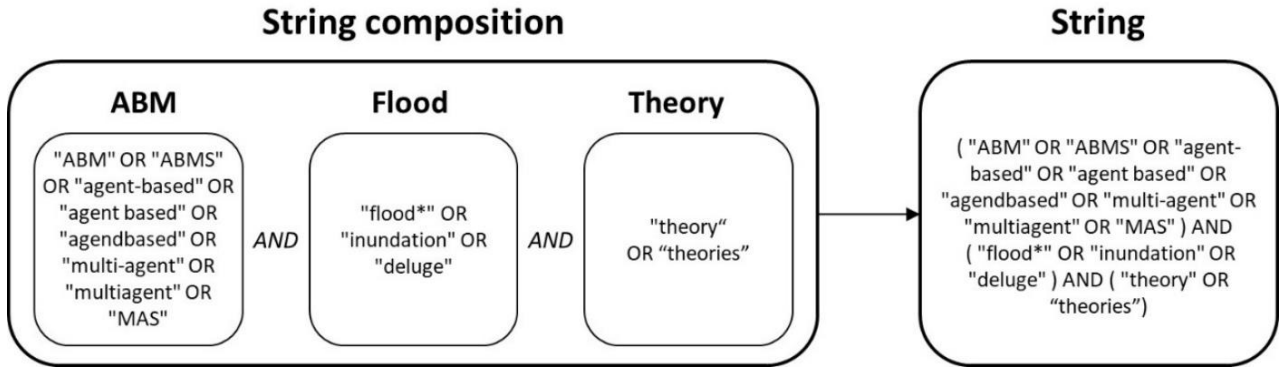 String composition
String
ABM
Flood
Theory
"ABM" OR "ABMS"
OR "agent-based" OR
"agent based" OR
"agendbased" OR
"multi-agent" OR
"multiagent" OR
"MAS"
AND
"flood*" OR
"inundation" OR
"deluge"
AND
"theory“
OR “theories”
( "ABM" OR "ABMS" OR "agent-
based" OR "agent based" OR
"agendbased" OR "multi-agent" OR
"multiagent" OR "MAS" ) AND
( "flood*" OR "inundation" OR
"deluge" ) AND ( "theory" OR
“theories”)